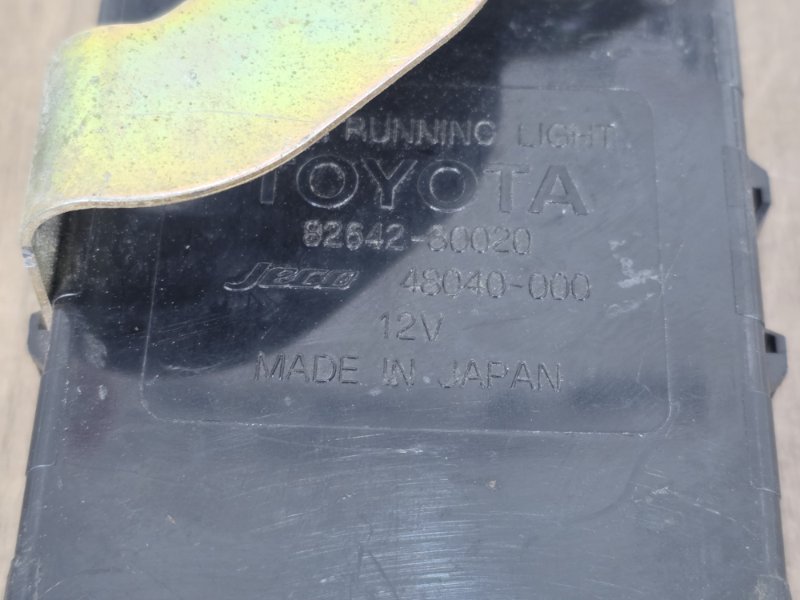 RUNNING LIGHT
TOYOTA
82642-30020
Jeco 48040-000
12V
MADE IN JAPAN